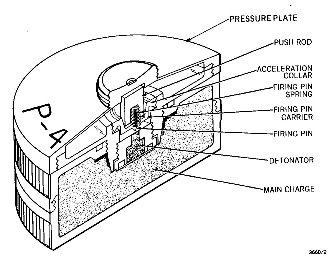 PRESSURE PLATE
PUSH ROD
ACCELERATION
COLLAR
FIRING PIN
SPRING
FIRING PIN
CARRIER
FIRING PIN
DETONATOR
MAIN CHARGE
P-4
3660/2